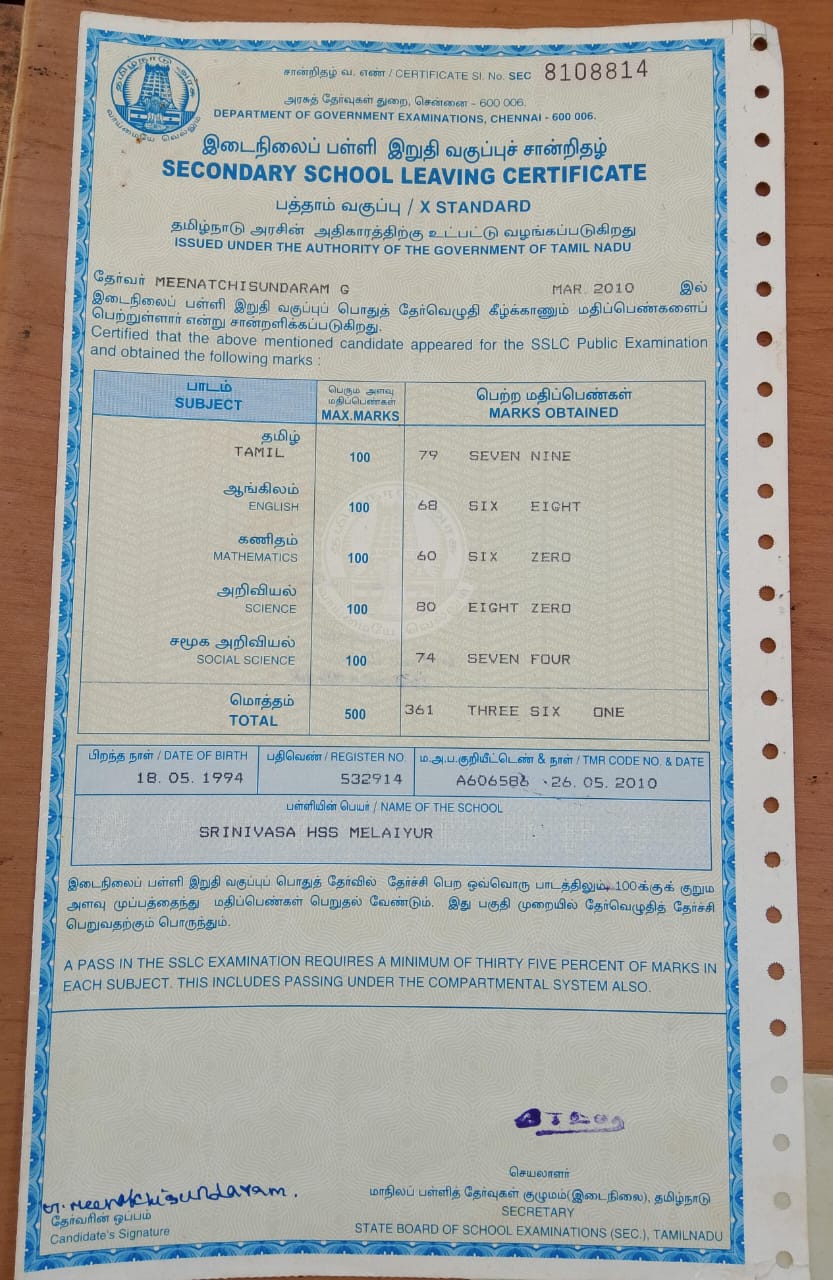 தமிழ்நாடு அரசு
வாய்மையே வெல்லும்
சான்றிதழ் வ. எண் / CERTIFICATE Sl. No. SEC 8108814
அரசுத் தேர்வுகள் துறை, சென்னை - 600 006.
DEPARTMENT OF GOVERNMENT EXAMINATIONS, CHENNAI - 600 006.
இடைநிலைப் பள்ளி இறுதி வகுப்புச் சான்றிதழ்
SECONDARY SCHOOL LEAVING CERTIFICATE
பத்தாம் வகுப்பு / X STANDARD
தமிழ்நாடு அரசின் அதிகாரத்திற்கு உட்பட்டு வழங்கப்படுகிறது
ISSUED UNDER THE AUTHORITY OF THE GOVERNMENT OF TAMIL NADU
தேர்வர் MEENATCHISUNDARAM G MAR. 2010 இல்
இடைநிலைப் பள்ளி இறுதி வகுப்புப் பொதுத் தேர்வெழுதி கீழ்க்காணும் மதிப்பெண்களைப்
பெற்றுள்ளார் என்று சான்றளிக்கப்படுகிறது.
Certified that the above mentioned candidate appeared for the SSLC Public Examination
and obtained the following marks :
பாடம் பெரும அளவு மதிப்பெண்கள் பெற்ற மதிப்பெண்கள்
SUBJECT MAX.MARKS MARKS OBTAINED
தமிழ்
TAMIL 100 79 SEVEN NINE
ஆங்கிலம்
ENGLISH 100 68 SIX EIGHT
கணிதம்
MATHEMATICS 100 60 SIX ZERO
அறிவியல்
SCIENCE 100 80 EIGHT ZERO
சமூக அறிவியல்
SOCIAL SCIENCE 100 74 SEVEN FOUR
மொத்தம்
TOTAL 500 361 THREE SIX ONE
பிறந்த நாள் / DATE OF BIRTH பதிவெண் / REGISTER NO. ம.அ.ப.குறியீட்டெண் & நாள் / TMR CODE NO. & DATE
18. 05. 1994 532914 A606586 26. 05. 2010
பள்ளியின் பெயர் / NAME OF THE SCHOOL
SRINIVASA HSS MELAIYUR
இடைநிலைப் பள்ளி இறுதி வகுப்புப் பொதுத் தேர்வில் தேர்ச்சி பெற ஒவ்வொரு பாடத்திலும் 100க்குக் குறும
அளவு முப்பத்தைந்து மதிப்பெண்கள் பெறுதல் வேண்டும். இது பகுதி முறையில் தேர்வெழுதித் தேர்ச்சி
பெறுவதற்கும் பொருந்தும்.
A PASS IN THE SSLC EXAMINATION REQUIRES A MINIMUM OF THIRTY FIVE PERCENT OF MARKS IN
EACH SUBJECT. THIS INCLUDES PASSING UNDER THE COMPARTMENTAL SYSTEM ALSO.
G. Meenatchisundaram.
தேர்வரின் ஒப்பம்
Candidate's Signature
செயலாளர்
மாநிலப் பள்ளித் தேர்வுகள் குழுமம்(இடைநிலை), தமிழ்நாடு
SECRETARY
STATE BOARD OF SCHOOL EXAMINATIONS (SEC.), TAMILNADU